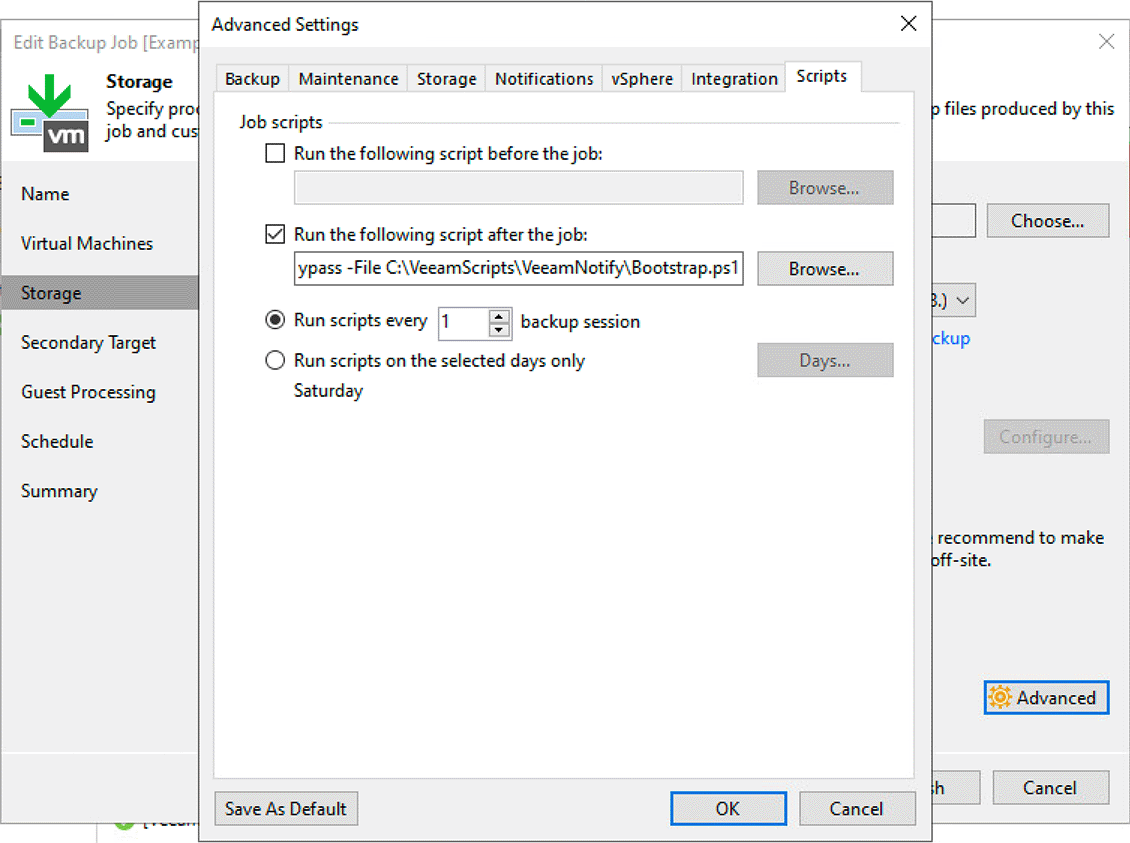 Advanced Settings
Edit Backup Job [Examp
Storage
Specify prod
job and cus
p files produced by this
vm
Backup Maintenance Storage Notifications vSphere Integration Scripts
Job scripts
Run the following script before the job:
Browse...
Run the following script after the job:
ypass -File C:\VeeamScripts\VeeamNotify\Bootstrap.ps1
Browse...
Run scripts every 1 backup session
Run scripts on the selected days only
Days...
Saturday
Name
Virtual Machines
Storage
Secondary Target
Guest Processing
Schedule
Summary
Choose...
ckup
Configure...
recommend to make
off-site.
Advanced
sh
Cancel
Save As Default
OK
Cancel